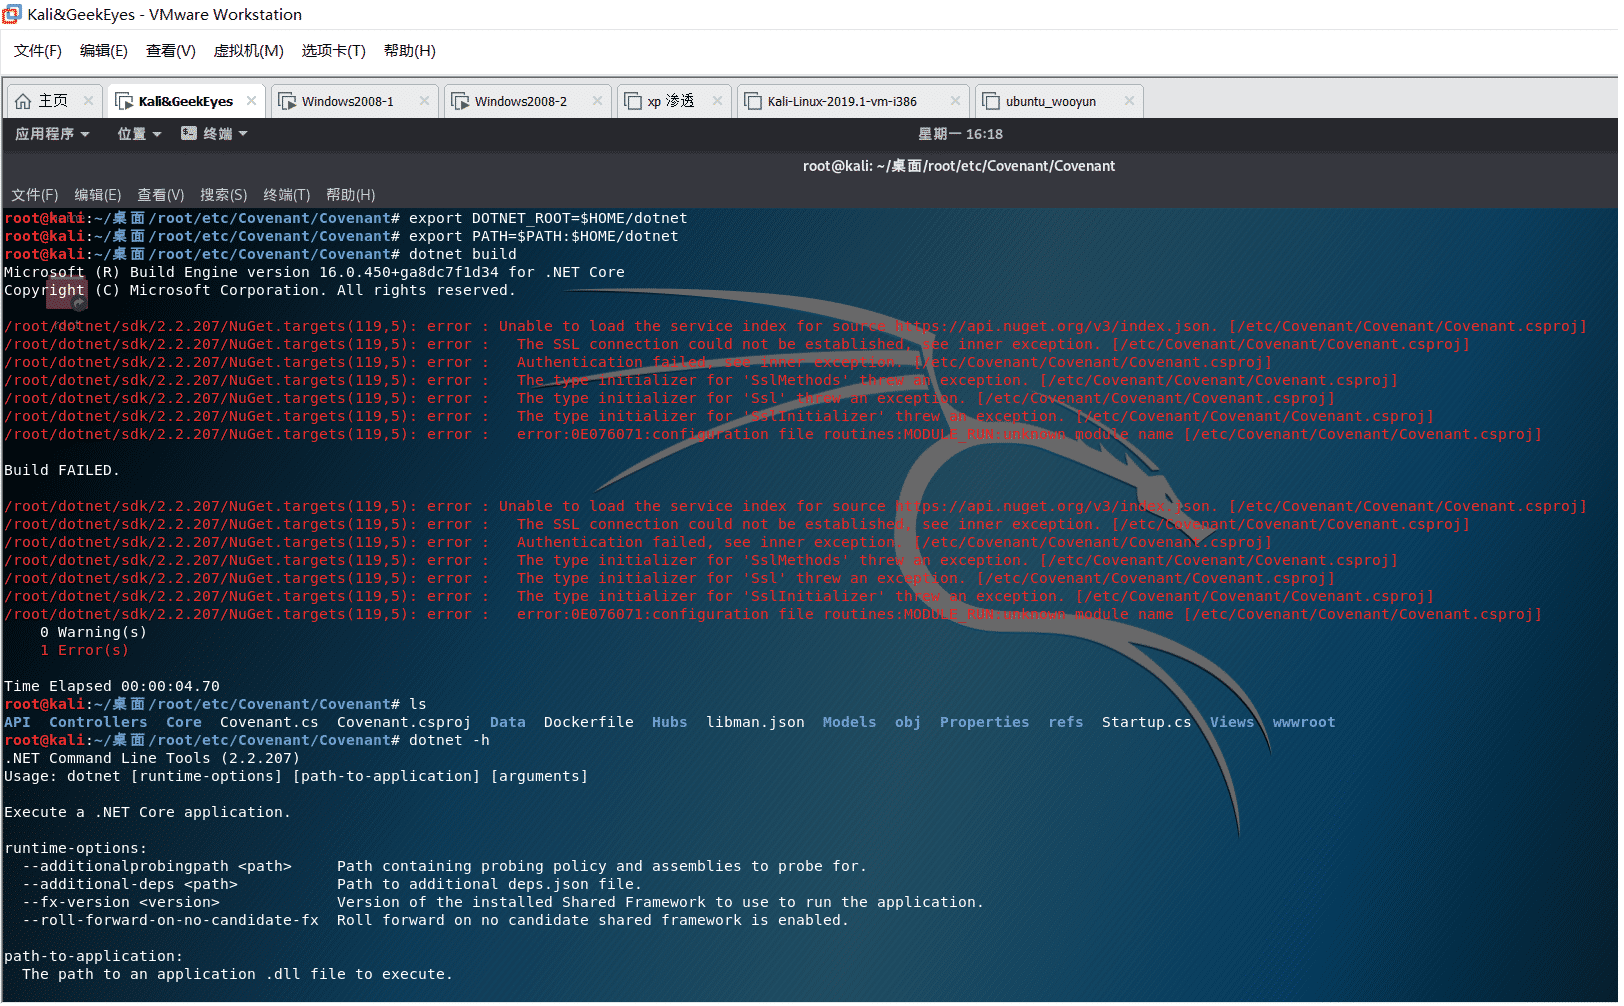 Kali&GeekEyes - VMware Workstation
文件(F) 编辑(E) 查看(V) 虚拟机(M) 选项卡(T) 帮助(H)
主页 Kali&GeekEyes Windows2008-1 Windows2008-2 xp 渗透 Kali-Linux-2019.1-vm-i386 ubuntu_wooyun
应用程序 位置 终端 星期一 16:18
root@kali: ~/桌面/root/etc/Covenant/Covenant
文件(F) 编辑(E) 查看(V) 搜索(S) 终端(T) 帮助(H)
root@kali:~/桌面/root/etc/Covenant/Covenant# export DOTNET_ROOT=$HOME/dotnet
root@kali:~/桌面/root/etc/Covenant/Covenant# export PATH=$PATH:$HOME/dotnet
root@kali:~/桌面/root/etc/Covenant/Covenant# dotnet build
Microsoft (R) Build Engine version 16.0.450+ga8dc7f1d34 for .NET Core
Copyright (C) Microsoft Corporation. All rights reserved.
/root/dotnet/sdk/2.2.207/NuGet.targets(119,5): error : Unable to load the service index for source https://api.nuget.org/v3/index.json. [/etc/Covenant/Covenant/Covenant.csproj]
/root/dotnet/sdk/2.2.207/NuGet.targets(119,5): error :   The SSL connection could not be established, see inner exception. [/etc/Covenant/Covenant/Covenant.csproj]
/root/dotnet/sdk/2.2.207/NuGet.targets(119,5): error :   Authentication failed, see inner exception. [/etc/Covenant/Covenant/Covenant.csproj]
/root/dotnet/sdk/2.2.207/NuGet.targets(119,5): error :   The type initializer for 'SslMethods' threw an exception. [/etc/Covenant/Covenant/Covenant.csproj]
/root/dotnet/sdk/2.2.207/NuGet.targets(119,5): error :   The type initializer for 'Ssl' threw an exception. [/etc/Covenant/Covenant/Covenant.csproj]
/root/dotnet/sdk/2.2.207/NuGet.targets(119,5): error :   The type initializer for 'SslInitializer' threw an exception. [/etc/Covenant/Covenant/Covenant.csproj]
/root/dotnet/sdk/2.2.207/NuGet.targets(119,5): error :   error:0E076071:configuration file routines:MODULE_RUN:unknown module name [/etc/Covenant/Covenant/Covenant.csproj]
Build FAILED.
/root/dotnet/sdk/2.2.207/NuGet.targets(119,5): error : Unable to load the service index for source https://api.nuget.org/v3/index.json. [/etc/Covenant/Covenant/Covenant.csproj]
/root/dotnet/sdk/2.2.207/NuGet.targets(119,5): error :   The SSL connection could not be established, see inner exception. [/etc/Covenant/Covenant/Covenant.csproj]
/root/dotnet/sdk/2.2.207/NuGet.targets(119,5): error :   Authentication failed, see inner exception. [/etc/Covenant/Covenant/Covenant.csproj]
/root/dotnet/sdk/2.2.207/NuGet.targets(119,5): error :   The type initializer for 'SslMethods' threw an exception. [/etc/Covenant/Covenant/Covenant.csproj]
/root/dotnet/sdk/2.2.207/NuGet.targets(119,5): error :   The type initializer for 'Ssl' threw an exception. [/etc/Covenant/Covenant/Covenant.csproj]
/root/dotnet/sdk/2.2.207/NuGet.targets(119,5): error :   The type initializer for 'SslInitializer' threw an exception. [/etc/Covenant/Covenant/Covenant.csproj]
/root/dotnet/sdk/2.2.207/NuGet.targets(119,5): error :   error:0E076071:configuration file routines:MODULE_RUN:unknown module name [/etc/Covenant/Covenant/Covenant.csproj]
    0 Warning(s)
    1 Error(s)
Time Elapsed 00:00:04.70
root@kali:~/桌面/root/etc/Covenant/Covenant# ls
API  Controllers  Core  Covenant.cs  Covenant.csproj  Data  Dockerfile  Hubs  libman.json  Models  obj  Properties  refs  Startup.cs  Views  wwwroot
root@kali:~/桌面/root/etc/Covenant/Covenant# dotnet -h
.NET Command Line Tools (2.2.207)
Usage: dotnet [runtime-options] [path-to-application] [arguments]
Execute a .NET Core application.
runtime-options:
  --additionalprobingpath <path>     Path containing probing policy and assemblies to probe for.
  --additional-deps <path>           Path to additional deps.json file.
  --fx-version <version>             Version of the installed Shared Framework to use to run the application.
  --roll-forward-on-no-candidate-fx  Roll forward on no candidate shared framework is enabled.
path-to-application:
  The path to an application .dll file to execute.